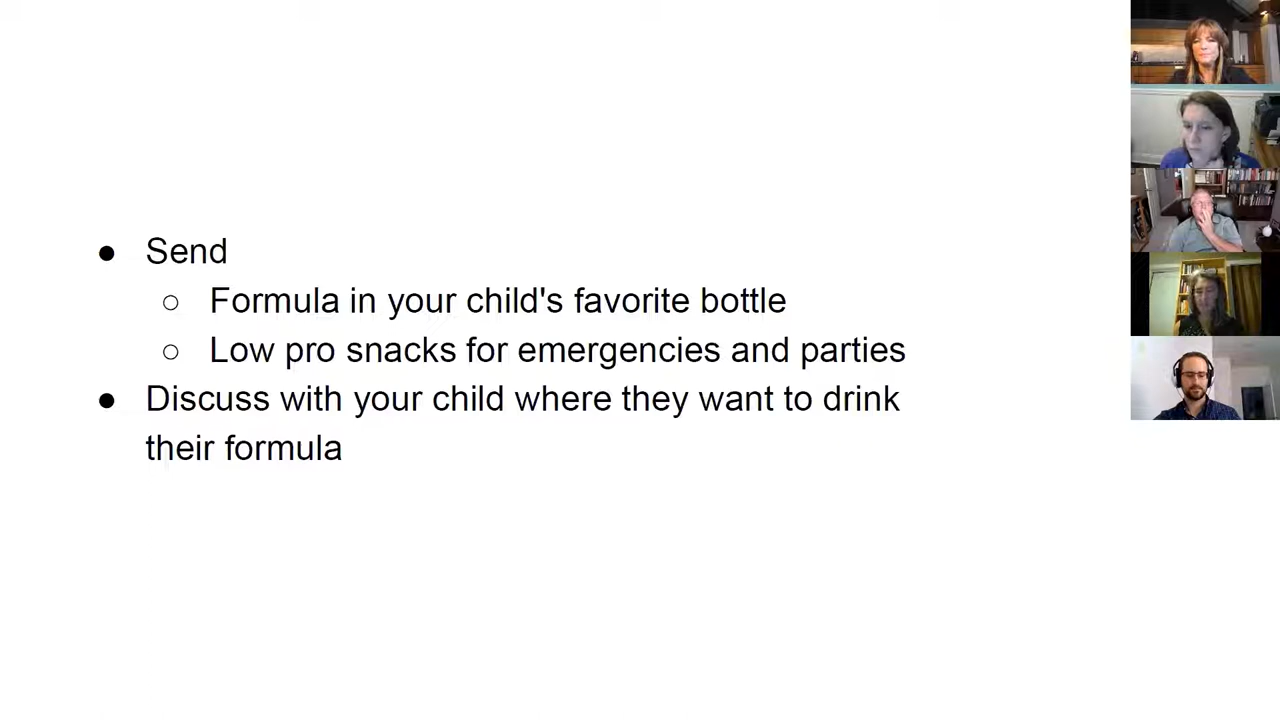 ● Send
○ Formula in your child's favorite bottle
○ Low pro snacks for emergencies and parties
● Discuss with your child where they want to drink
their formula